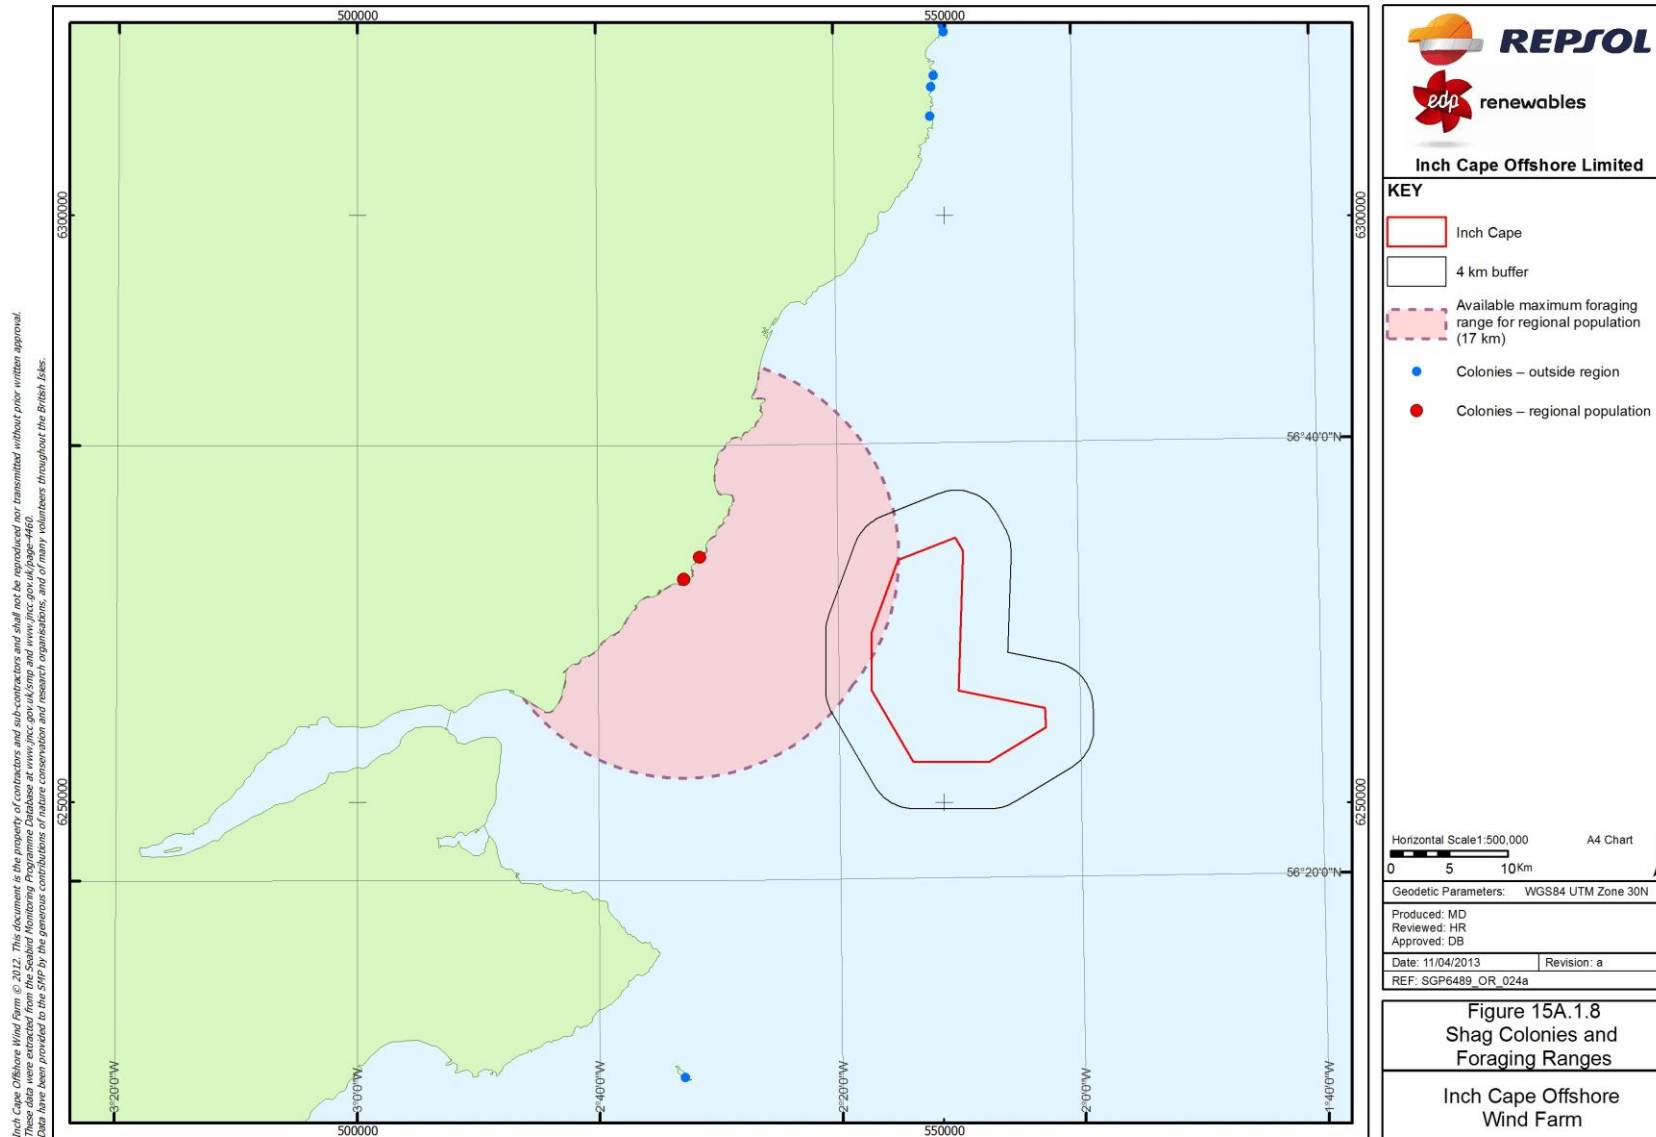 500000
550000
6300000
6300000
56°40'0"N
6250000
6250000
56°20'0"N
3°20'0"W
3°0'0"W
2°40'0"W
2°20'0"W
2°0'0"W
1°40'0"W
500000
550000
Inch Cape Offshore Wind Farm © 2012. This document is the property of contractors and sub-contractors and shall not be reproduced nor transmitted without prior written approval.
These data were extracted from the Seabird Monitoring Programme Database at www.jncc.gov.uk/smp and www.jncc.gov.uk/page-4460.
Data have been provided to the SMP by the generous contributions of nature conservation and research organisations, and of many volunteers throughout the British Isles.
REPSOL
edp renewables
Inch Cape Offshore Limited
KEY
Inch Cape
4 km buffer
Available maximum foraging
range for regional population
(17 km)
Colonies – outside region
Colonies – regional population
Horizontal Scale1:500,000 A4 Chart
0 5 10Km
Geodetic Parameters: WGS84 UTM Zone 30N
Produced: MD
Reviewed: HR
Approved: DB
Date: 11/04/2013 Revision: a
REF: SGP6489_OR_024a
Figure 15A.1.8
Shag Colonies and
Foraging Ranges
Inch Cape Offshore
Wind Farm